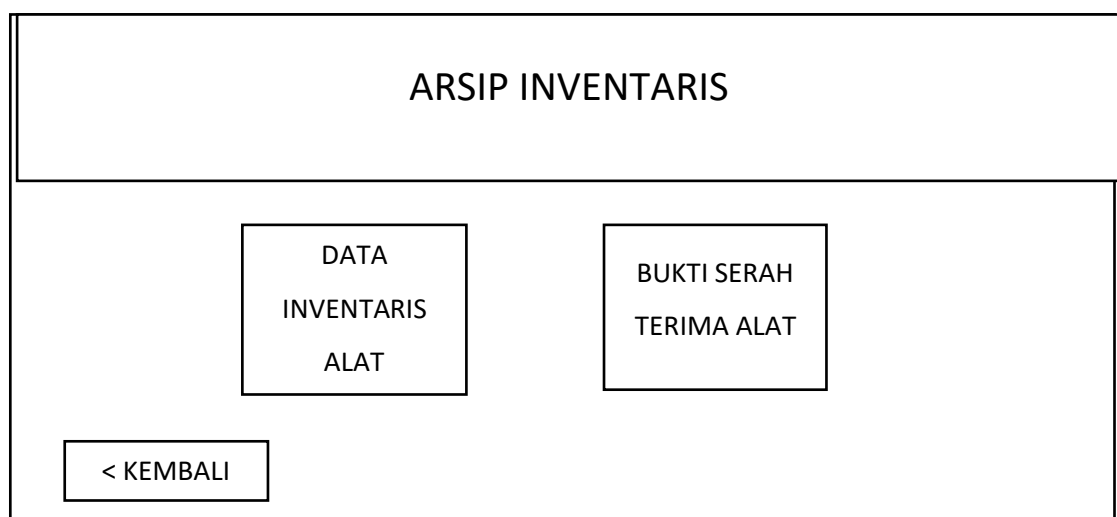 ARSIP INVENTARIS
DATA
INVENTARIS
ALAT
BUKTI SERAH
TERIMA ALAT
< KEMBALI